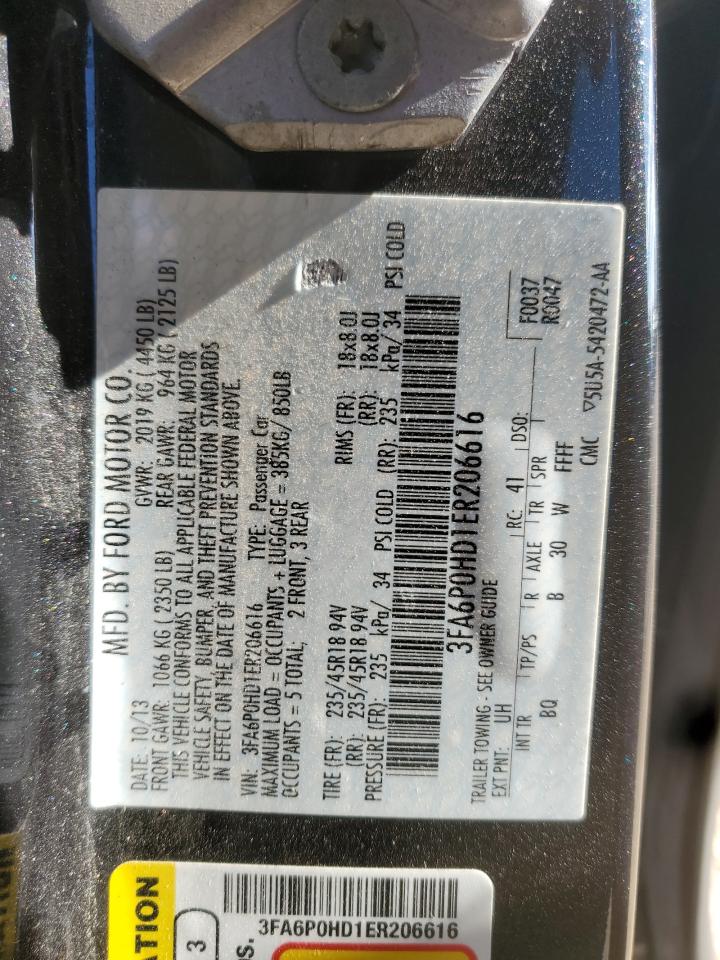 MFD. BY FORD MOTOR CO.
DATE: 10/13 GVWR: 2019 KG ( 4450 LB)
FRONT GAWR: 1066 KG ( 2350 LB) REAR GAWR: 964 KG ( 2125 LB)
THIS VEHICLE CONFORMS TO ALL APPLICABLE FEDERAL MOTOR
VEHICLE SAFETY, BUMPER, AND THEFT PREVENTION STANDARDS
IN EFFECT ON THE DATE OF MANUFACTURE SHOWN ABOVE.
VIN: 3FA6P0HD1ER206616 TYPE: Passenger Car
MAXIMUM LOAD = OCCUPANTS + LUGGAGE = 385KG/ 850LB
OCCUPANTS = 5 TOTAL: 2 FRONT, 3 REAR
TIRE (FR): 235/45R18 94V RIMS (FR): 18x8.0J
(RR): 235/45R18 94V (RR): 18x8.0J
PRESSURE (FR): 235 kPa/ 34 PSI COLD (RR): 235 kPa/ 34 PSI COLD
3FA6P0HD1ER206616
TRAILER TOWING - SEE OWNER GUIDE
EXT PNT: UH RC: 41 DSO: F0037
R0047
INT TR TP/PS R AXLE TR SPR
BQ B 30 W FFFF
CMC ▽5U5A-5420472-AA
3FA6P0HD1ER206616
3